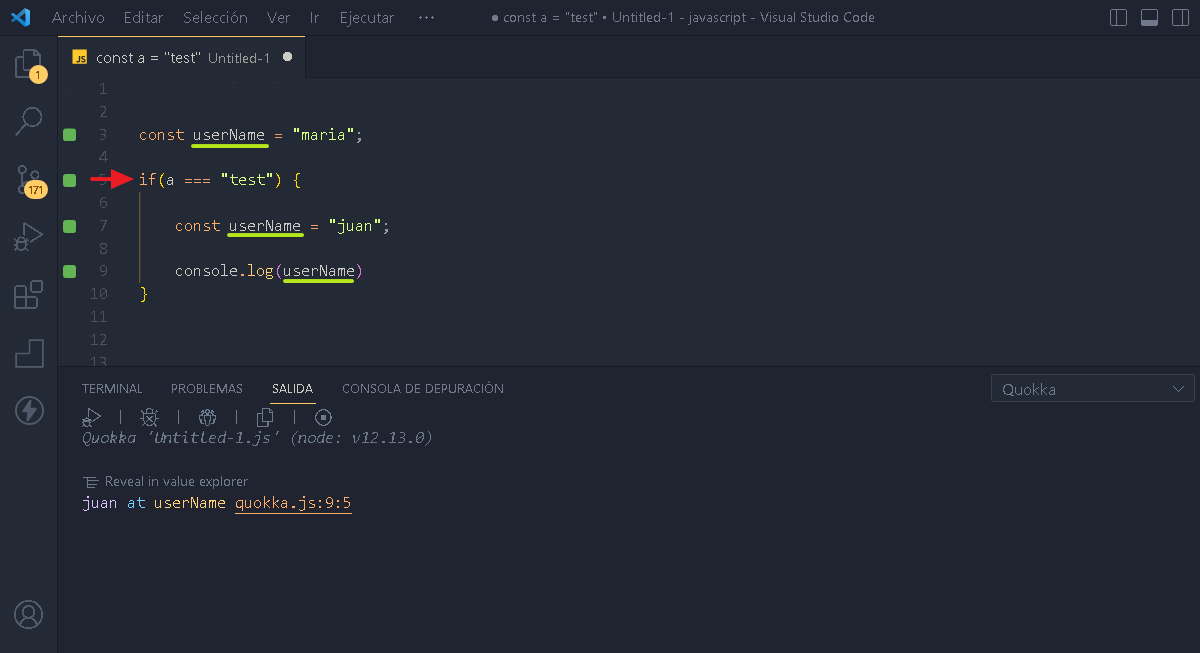 Archivo Editar Selección Ver Ir Ejecutar ··· ● const a = "test" • Untitled-1 - javascript - Visual Studio Code
1
JS const a = "test" Untitled-1 ●
171
1
2
3 const userName = "maria";
4
5 if(a === "test") {
6
7 const userName = "juan";
8
9 console.log(userName)
10 }
11
12
13
TERMINAL PROBLEMAS SALIDA CONSOLA DE DEPURACIÓN Quokka
Quokka 'Untitled-1.js' (node: v12.13.0)
Reveal in value explorer
juan at userName quokka.js:9:5